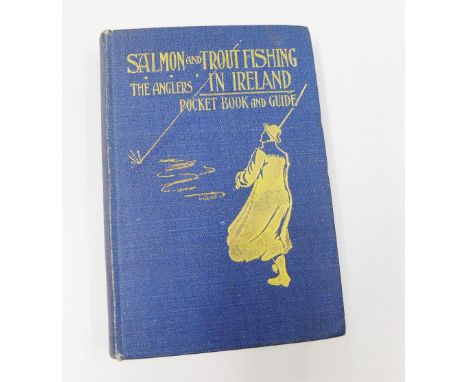 SALMON AND TROUT FISHING
THE ANGLERS IN IRELAND
POCKET BOOK AND GUIDE